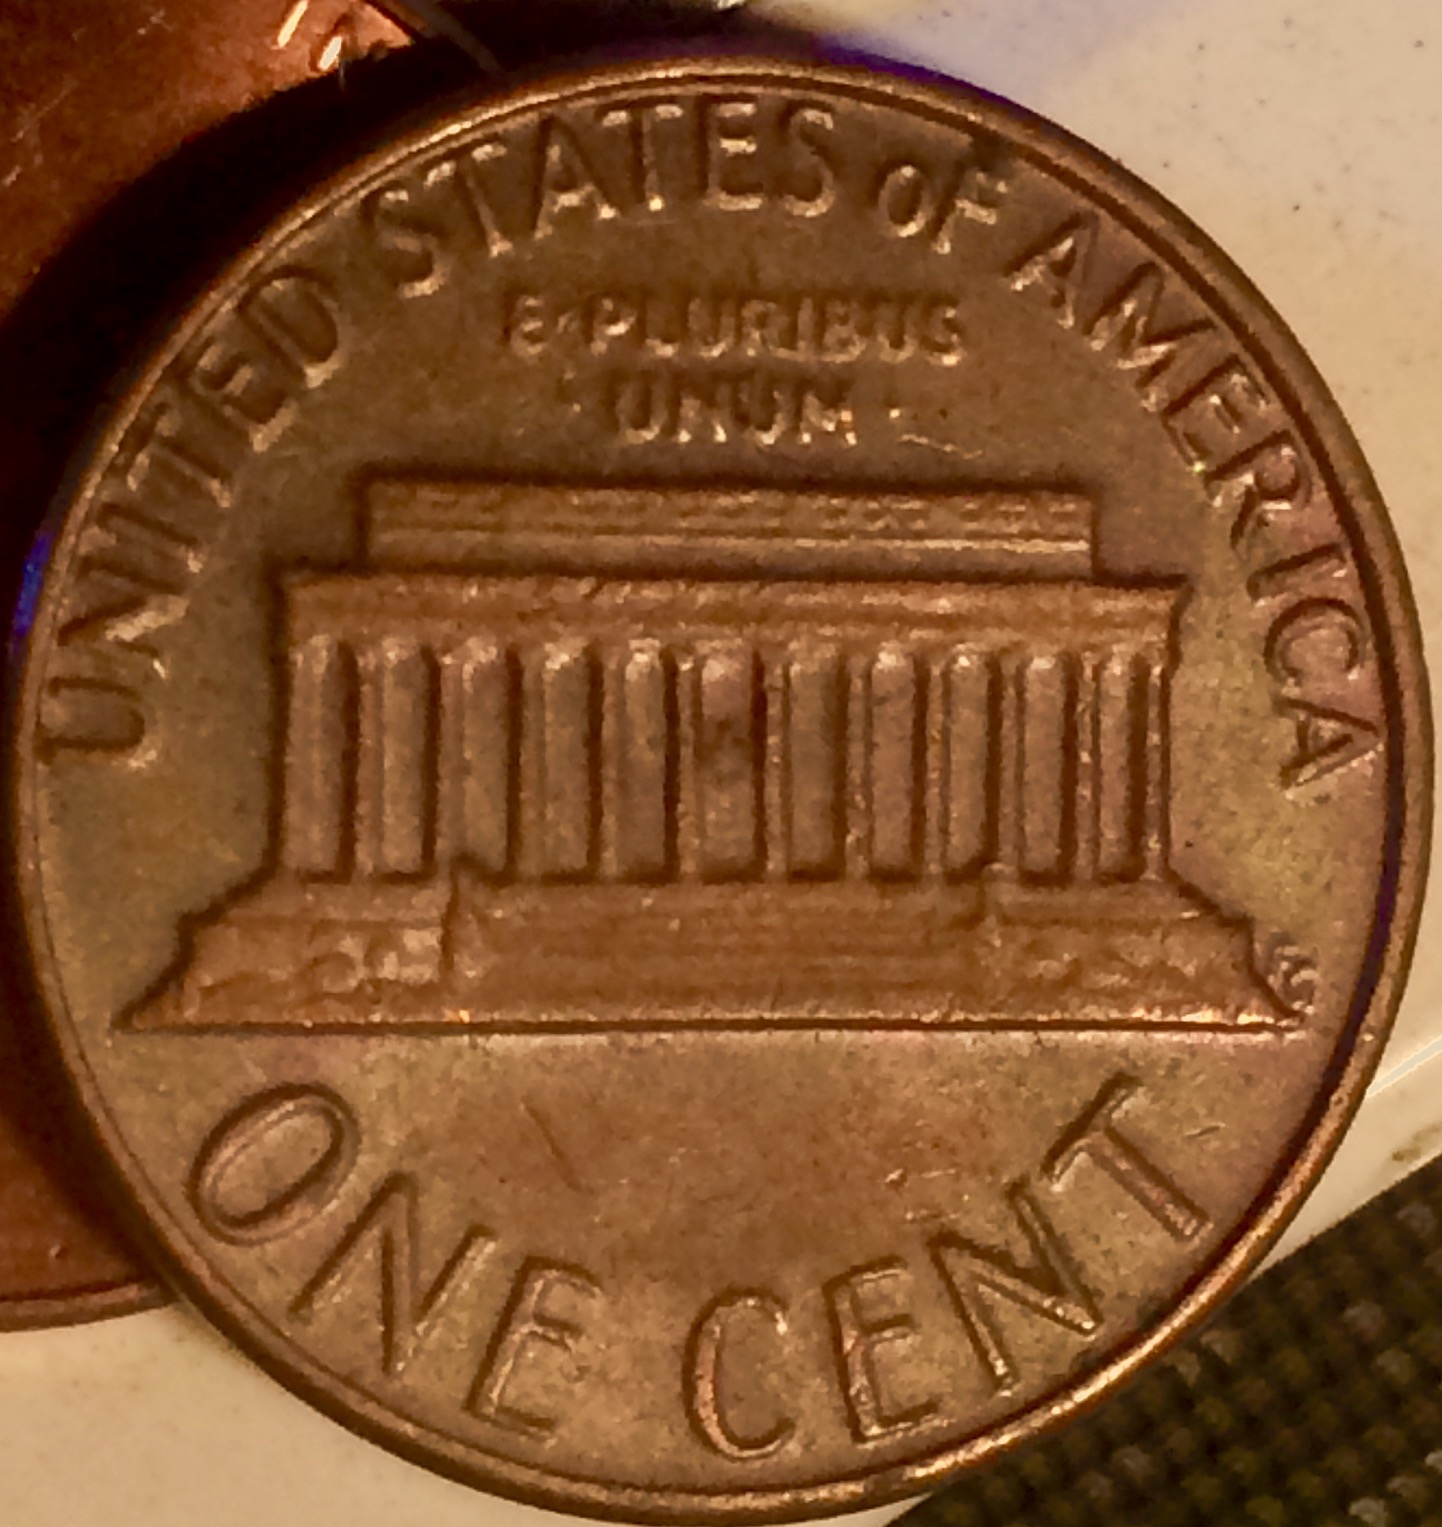 UNITED STATES OF AMERICA
E PLURIBUS
UNUM
ONE CENT